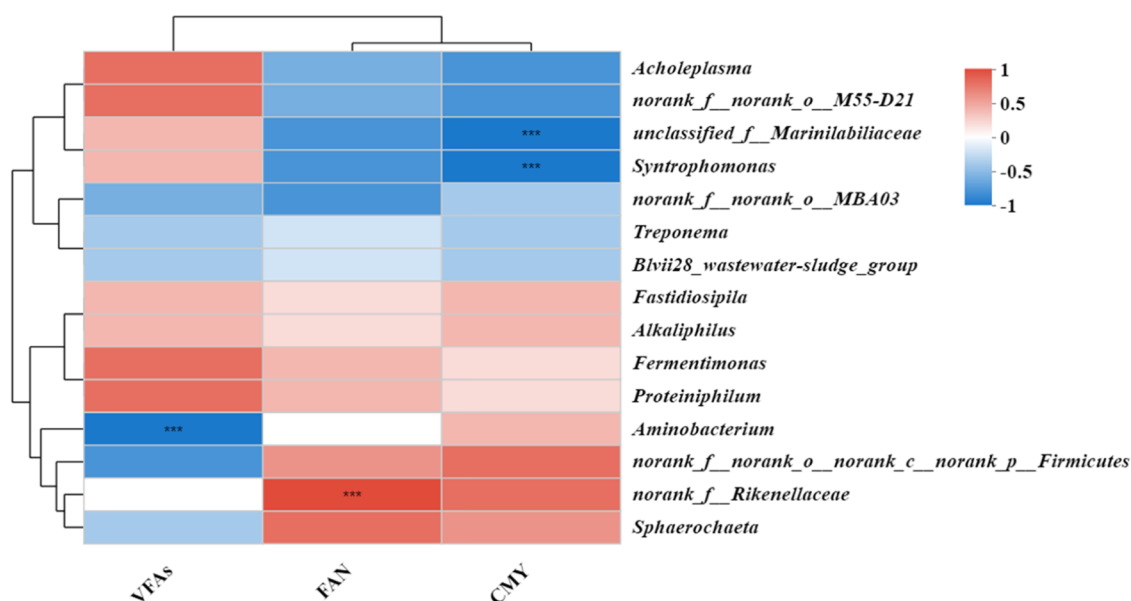 Acholeplasma
norank_f__norank_o__M55-D21
*** unclassified_f__Marinilabiliaceae
*** Syntrophomonas
norank_f__norank_o__MBA03
Treponema
Blvii28_wastewater-sludge_group
Fastidiosipila
Alkaliphilus
Fermentimonas
Proteiniphilum
*** Aminobacterium
norank_f__norank_o__norank_c__norank_p__Firmicutes
*** norank_f__Rikenellaceae
Sphaerochaeta
VFAs FAN CMY
1
0.5
0
-0.5
-1